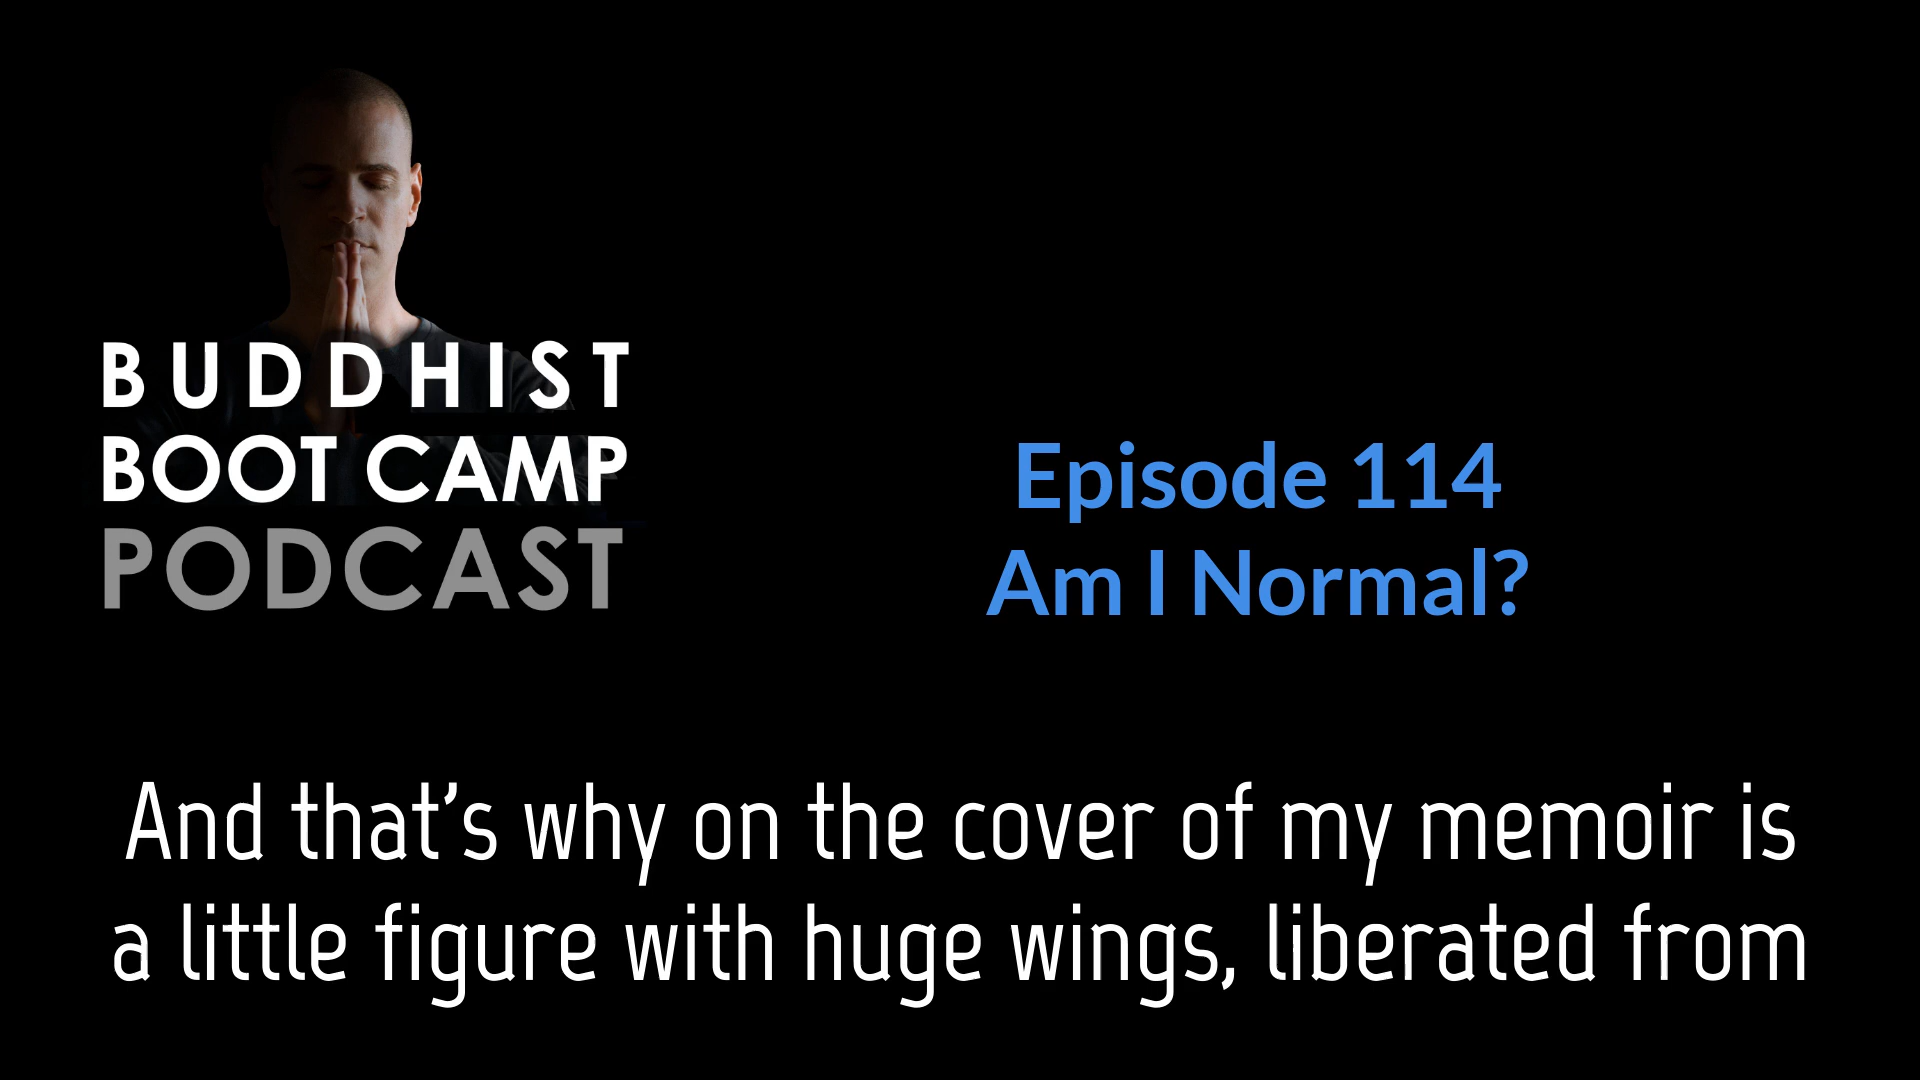 BUDDHIST
BOOT CAMP
PODCAST
Episode 114
Am I Normal?
And that’s why on the cover of my memoir is
a little figure with huge wings, liberated from